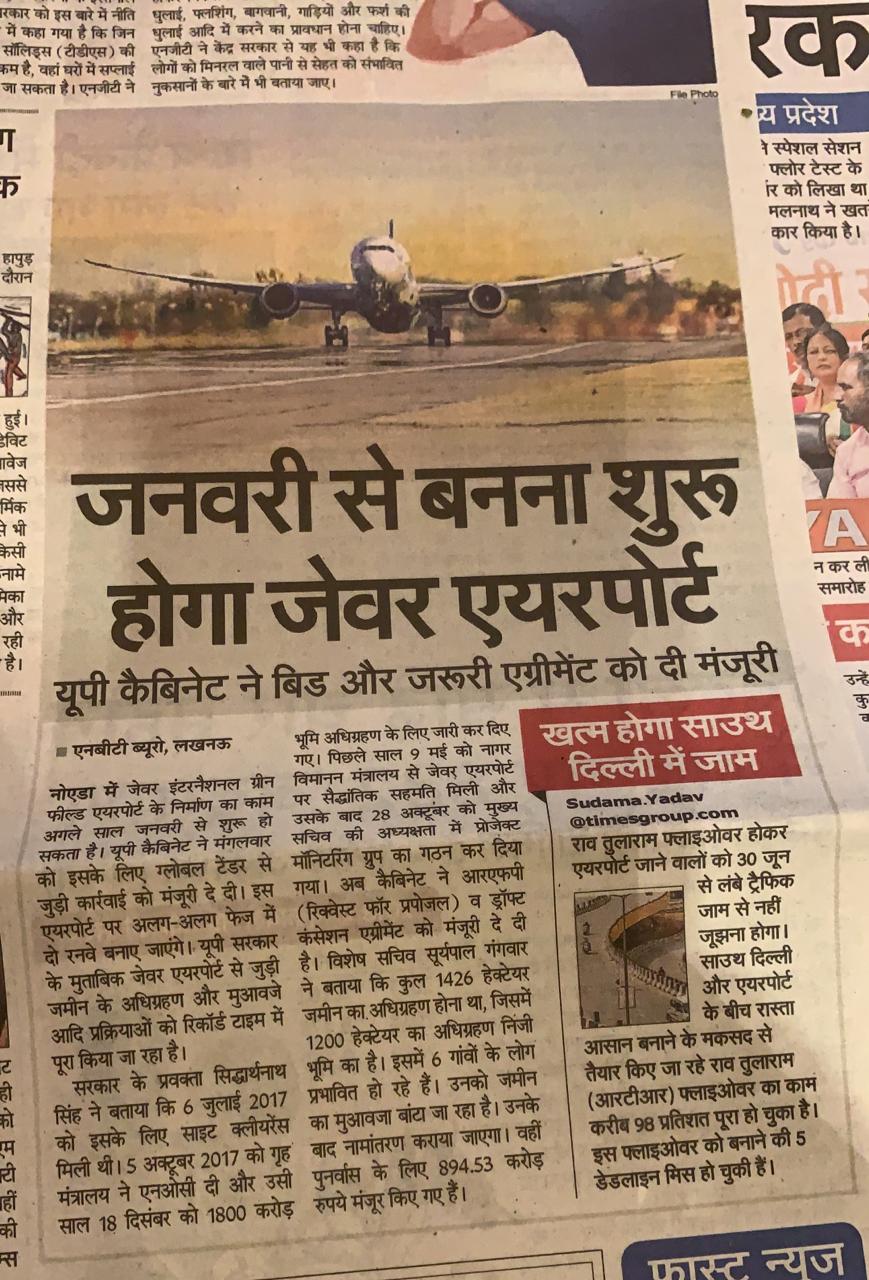 रकार को इस बारे में नीति
में कहा गया है कि जिन
सॉलिड्स (टीडीएस) की
कम है, वहां घरों में सप्लाई
जा सकता है। एनजीटी ने
धुलाई, फ्लशिंग, बागवानी, गाड़ियों और फर्श की
धुलाई आदि में करने का प्रावधान होना चाहिए।
एनजीटी ने केंद्र सरकार से यह भी कहा है कि
लोगों को मिनरल वाले पानी से सेहत को संभावित
नुकसानों के बारे में भी बताया जाए।
File Photo
जनवरी से बनना शुरू
होगा जेवर एयरपोर्ट
यूपी कैबिनेट ने बिड और जरूरी एग्रीमेंट को दी मंजूरी
एनबीटी ब्यूरो, लखनऊ
नोएडा में जेवर इंटरनैशनल ग्रीन
फील्ड एयरपोर्ट के निर्माण का काम
अगले साल जनवरी से शुरू हो
सकता है। यूपी कैबिनेट ने मंगलवार
को इसके लिए ग्लोबल टेंडर से
जुड़ी कार्रवाई को मंजूरी दे दी। इस
एयरपोर्ट पर अलग-अलग फेज में
दो रनवे बनाए जाएंगे। यूपी सरकार
के मुताबिक जेवर एयरपोर्ट से जुड़ी
जमीन के अधिग्रहण और मुआवजे
आदि प्रक्रियाओं को रिकॉर्ड टाइम में
पूरा किया जा रहा है।
सरकार के प्रवक्ता सिद्धार्थनाथ
सिंह ने बताया कि 6 जुलाई 2017
को इसके लिए साइट क्लीयरेंस
मिली थी। 5 अक्टूबर 2017 को गृह
मंत्रालय ने एनओसी दी और उसी
साल 18 दिसंबर को 1800 करोड़
भूमि अधिग्रहण के लिए जारी कर दिए
गए। पिछले साल 9 मई को नागर
विमानन मंत्रालय से जेवर एयरपोर्ट
पर सैद्धांतिक सहमति मिली और
उसके बाद 28 अक्टूबर को मुख्य
सचिव की अध्यक्षता में प्रोजेक्ट
मॉनिटरिंग ग्रुप का गठन कर दिया
गया। अब कैबिनेट ने आरएफपी
(रिक्वेस्ट फॉर प्रपोजल) व ड्रॉफ्ट
कंसेशन एग्रीमेंट को मंजूरी दे दी
है। विशेष सचिव सूर्यपाल गंगवार
ने बताया कि कुल 1426 हेक्टेयर
जमीन का अधिग्रहण होना था, जिसमें
1200 हेक्टेयर का अधिग्रहण निजी
भूमि का है। इसमें 6 गांवों के लोग
प्रभावित हो रहे हैं। उनको जमीन
का मुआवजा बांटा जा रहा है। उनके
बाद नामांतरण कराया जाएगा। वहीं
पुनर्वास के लिए 894.53 करोड़
रुपये मंजूर किए गए हैं।
खत्म होगा साउथ
दिल्ली में जाम
Sudama.Yadav
@timesgroup.com
राव तुलाराम फ्लाइओवर होकर
एयरपोर्ट जाने वालों को 30 जून
से लंबे ट्रैफिक
जाम से नहीं
जूझना होगा।
साउथ दिल्ली
और एयरपोर्ट
के बीच रास्ता
आसान बनाने के मकसद से
तैयार किए जा रहे राव तुलाराम
(आरटीआर) फ्लाइओवर का काम
करीब 98 प्रतिशत पूरा हो चुका है।
इस फ्लाइओवर को बनाने की 5
डेडलाइन मिस हो चुकी हैं।
य प्रदेश
ने स्पेशल सेशन
फ्लोर टेस्ट के
को लिखा था
मलनाथ ने खत
कार किया है।
न कर ली
समारोह
हापुड़
दौरान
हुई।
और
रही
है।
फास्ट न्यूज